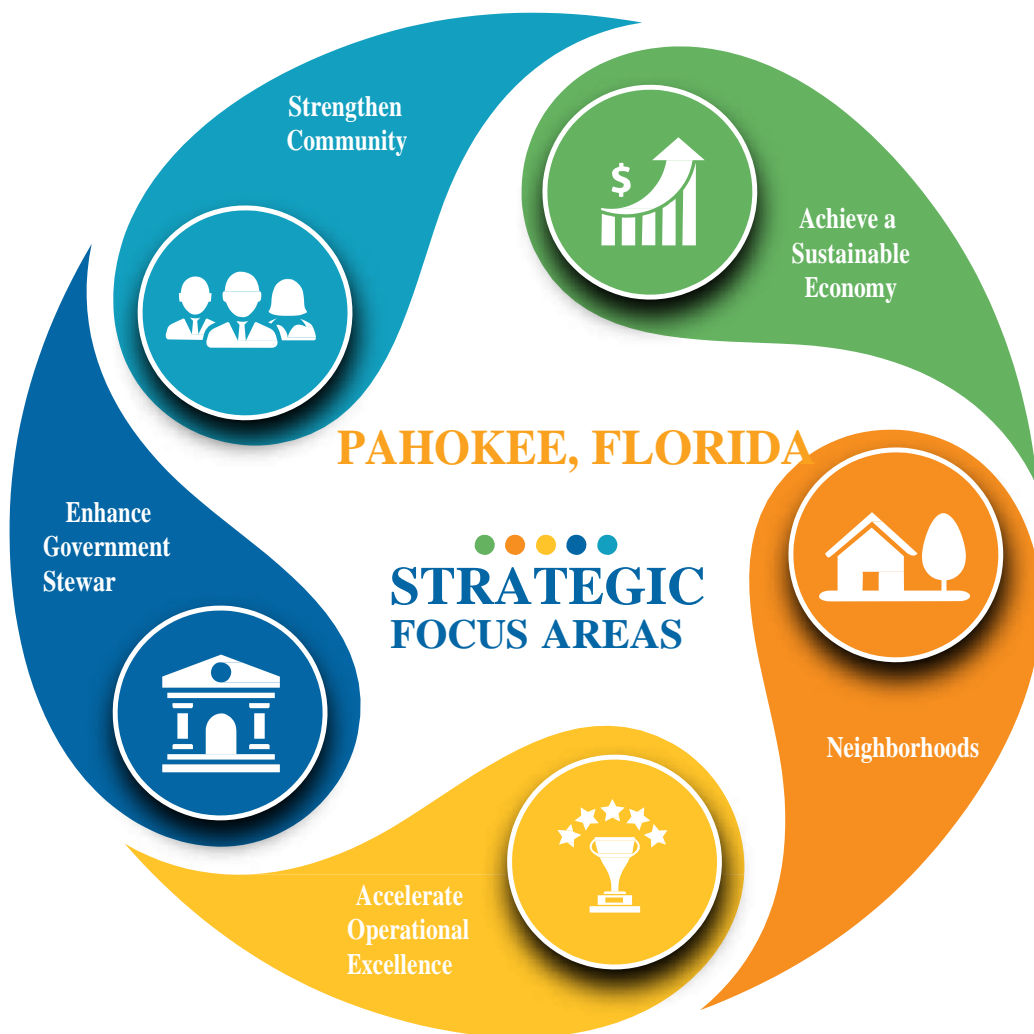 Strengthen
Community
$
Achieve a
Sustainable
Economy
PAHOKEE, FLORIDA
Enhance
Government
Stewar
STRATEGIC
FOCUS AREAS
Neighborhoods
Accelerate
Operational
Excellence